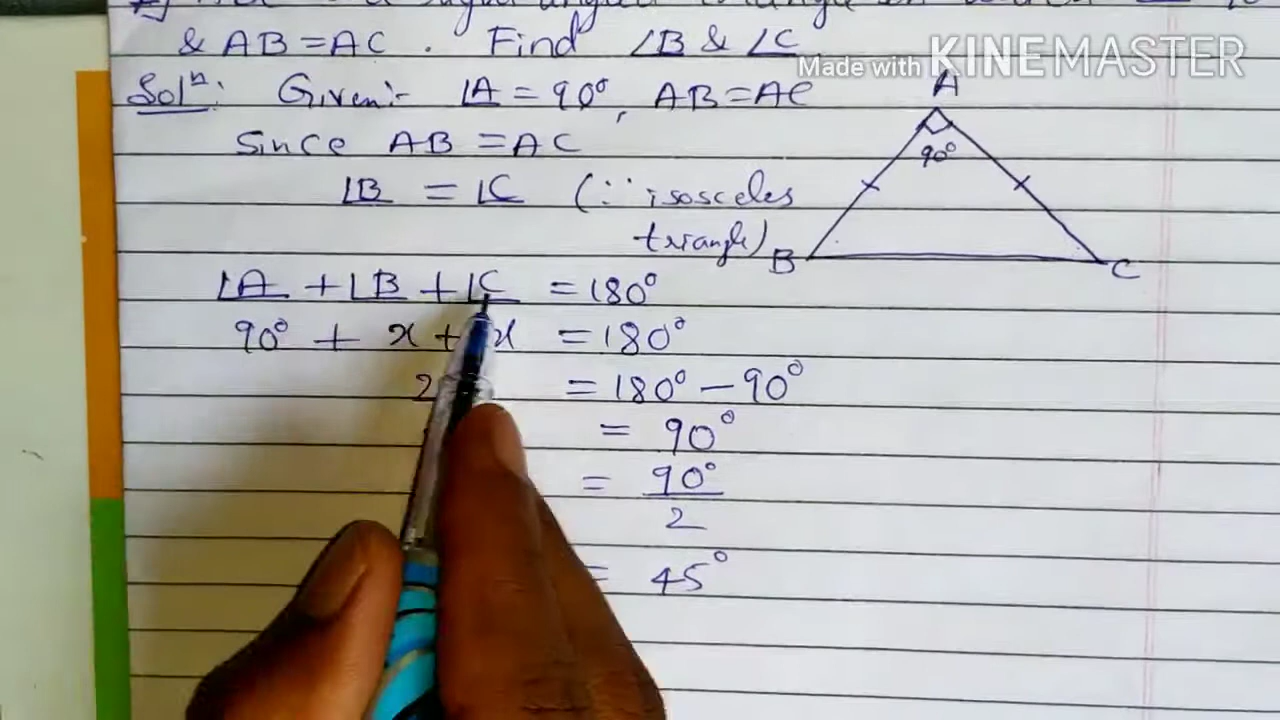 & AB = AC . Find ∠B & ∠C
Made with KINEMASTER
Solⁿ: Given:- ∠A = 90°, AB = AC
Since AB = AC
∠B = ∠C (∵ isosceles
triangle)
A
90°
B
C
∠A + ∠B + ∠C = 180°
90° + x + x = 180°
2 = 180° - 90°
= 90°
= 90°
2
= 45°